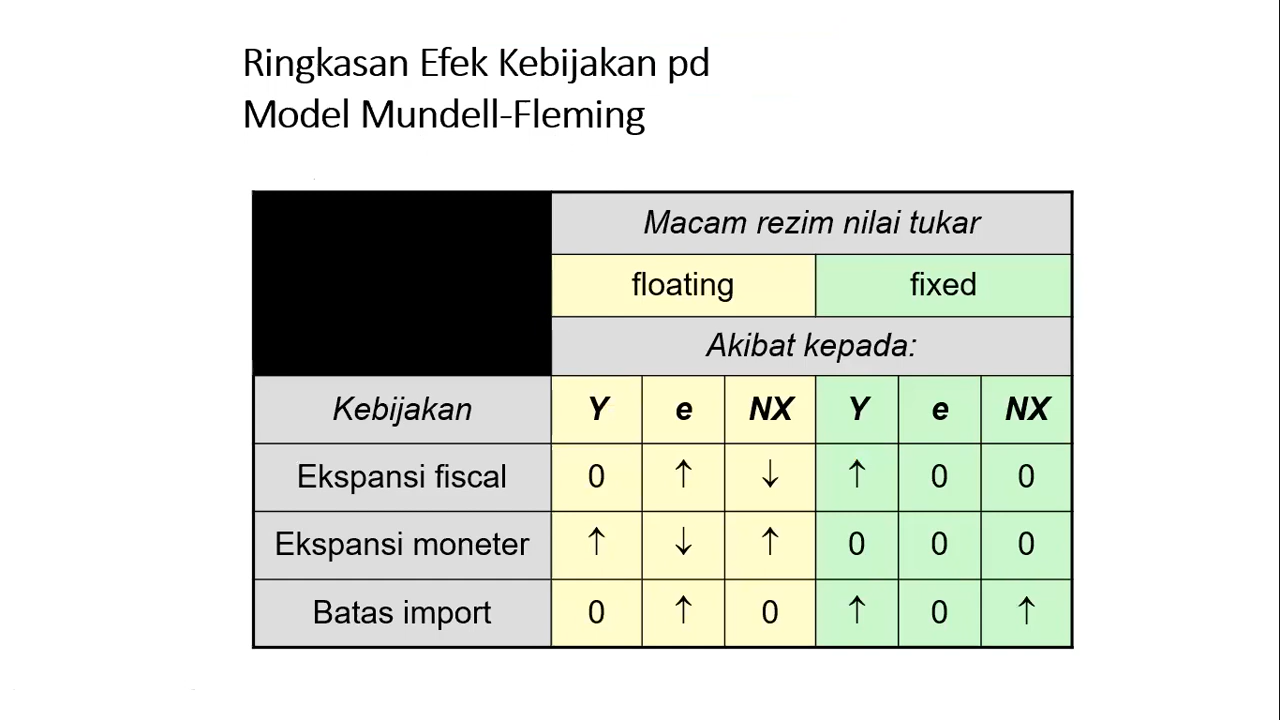 Ringkasan Efek Kebijakan pd
Model Mundell-Fleming
Macam rezim nilai tukar
floating fixed
Akibat kepada:
Kebijakan Y e NX Y e NX
Ekspansi fiscal 0 ↑ ↓ ↑ 0 0
Ekspansi moneter ↑ ↓ ↑ 0 0 0
Batas import 0 ↑ 0 ↑ 0 ↑